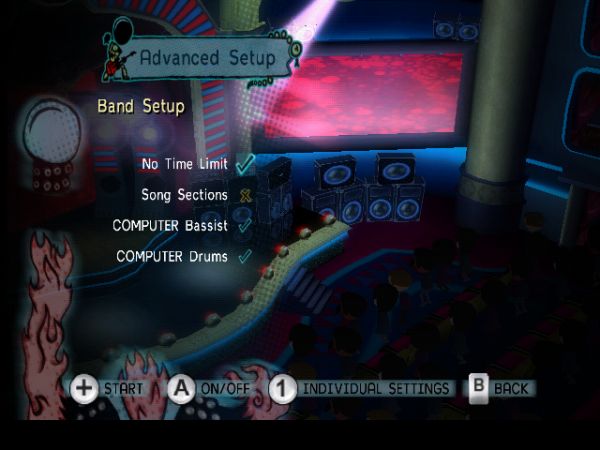 Advanced Setup
Band Setup
No Time Limit
Song Sections
COMPUTER Bassist
COMPUTER Drums
+ START A ON/OFF 1 INDIVIDUAL SETTINGS B BACK